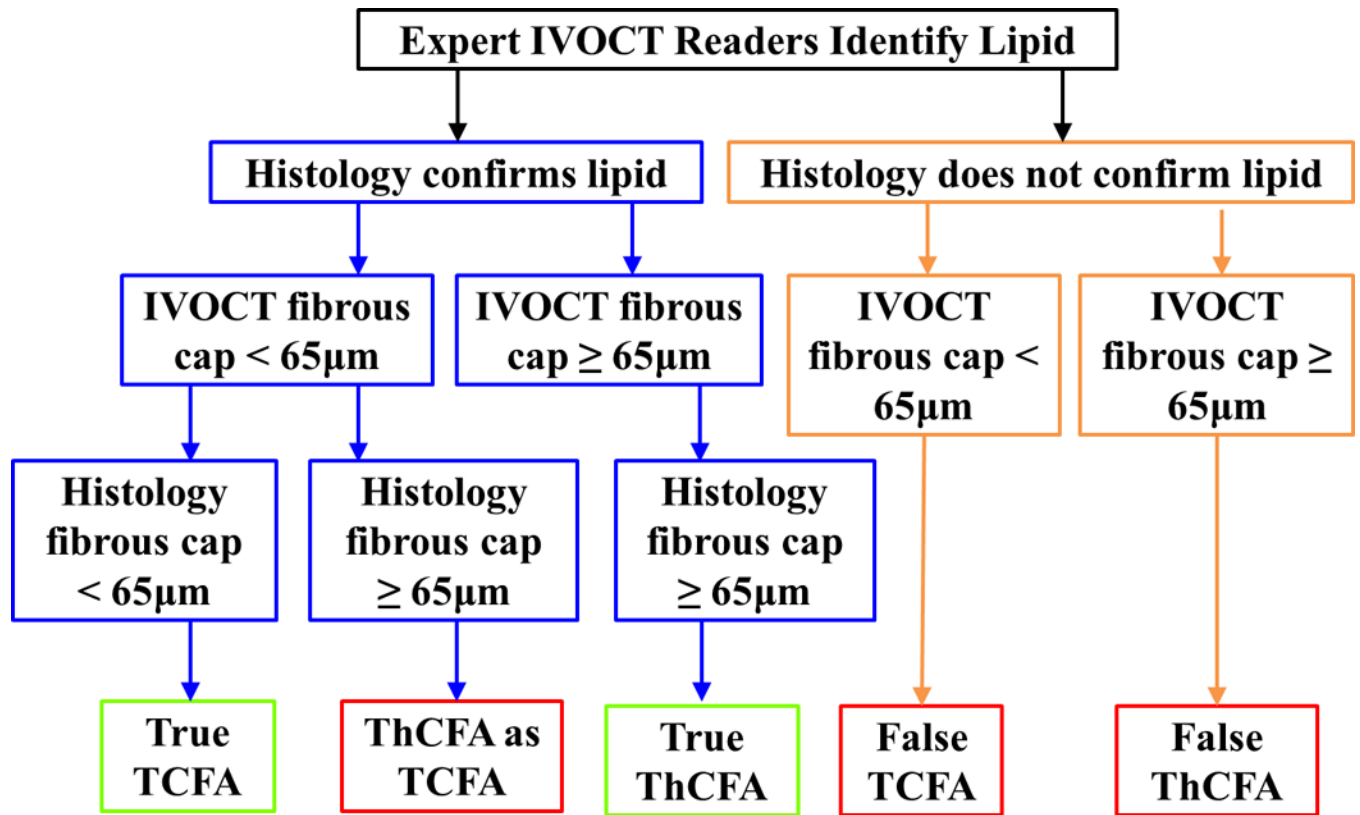 Expert IVOCT Readers Identify Lipid
Histology confirms lipid
Histology does not confirm lipid
IVOCT fibrous
cap < 65μm
IVOCT fibrous
cap ≥ 65μm
IVOCT
fibrous cap <
65μm
IVOCT
fibrous cap ≥
65μm
Histology
fibrous cap
< 65μm
Histology
fibrous cap
≥ 65μm
Histology
fibrous cap
≥ 65μm
True
TCFA
ThCFA as
TCFA
True
ThCFA
False
TCFA
False
ThCFA